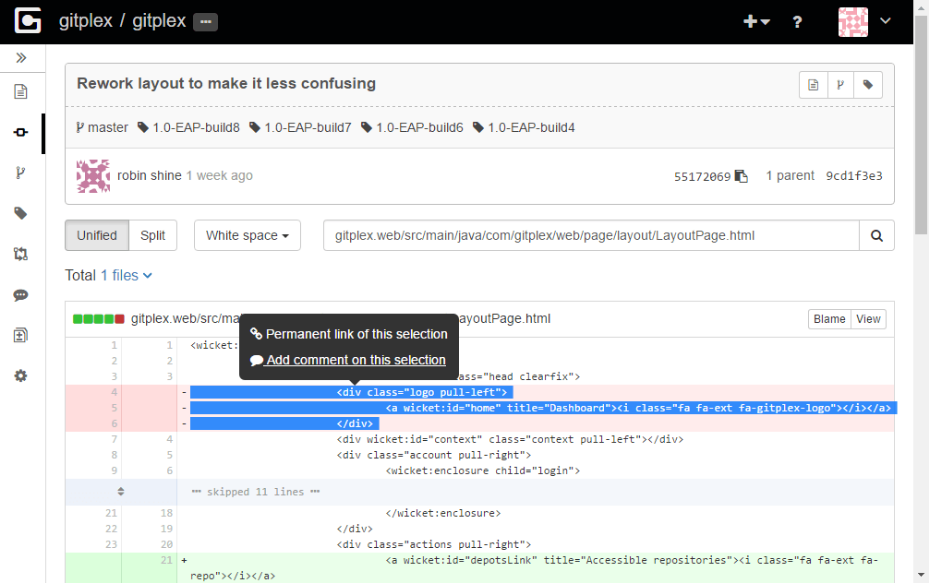 gitplex / gitplex ···
+ ?
Rework layout to make it less confusing
master 1.0-EAP-build8 1.0-EAP-build7 1.0-EAP-build6 1.0-EAP-build4
robin shine 1 week ago 55172069 1 parent 9cd1f3e3
Unified Split White space gitplex.web/src/main/java/com/gitplex/web/page/layout/LayoutPage.html
Total 1 files
gitplex.web/src/ma ayoutPage.html Blame View
Permanent link of this selection
Add comment on this selection
1 1 <wicket:
2 2
3 3 ass="head clearfix">
4 - <div class="logo pull-left">
5 - <a wicket:id="home" title="Dashboard"><i class="fa fa-ext fa-gitplex-logo"></i></a>
6 - </div>
7 4 <div wicket:id="context" class="context pull-left"></div>
8 5 <div class="account pull-right">
9 6 <wicket:enclosure child="login">
··· skipped 11 lines ···
21 18 </wicket:enclosure>
22 19 </div>
23 20 <div class="actions pull-right">
21 + <a wicket:id="depotsLink" title="Accessible repositories"><i class="fa fa-ext fa-
repo"></i></a>